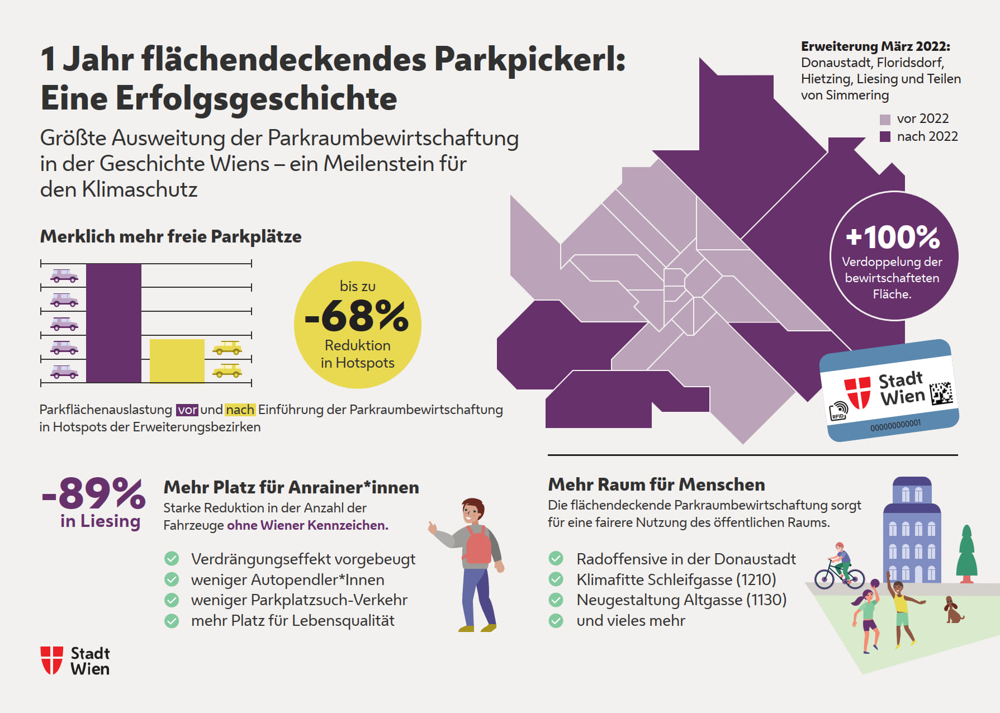 1 Jahr flächendeckendes Parkpickerl:
Eine Erfolgsgeschichte
Größte Ausweitung der Parkraumbewirtschaftung
in der Geschichte Wiens – ein Meilenstein für
den Klimaschutz
Erweiterung März 2022:
Donaustadt, Floridsdorf,
Hietzing, Liesing und Teilen
von Simmering
vor 2022
nach 2022
+100%
Verdoppelung der
bewirtschafteten
Fläche.
Stadt
Wien
RFID
000000000001
Merklich mehr freie Parkplätze
bis zu
-68%
Reduktion
in Hotspots
Parkflächenauslastung vor und nach Einführung der Parkraumbewirtschaftung
in Hotspots der Erweiterungsbezirken
-89%
in Liesing
Mehr Platz für Anrainer*innen
Starke Reduktion in der Anzahl der
Fahrzeuge ohne Wiener Kennzeichen.
Verdrängungseffekt vorgebeugt
weniger Autopendler*Innen
weniger Parkplatzsuch-Verkehr
mehr Platz für Lebensqualität
Mehr Raum für Menschen
Die flächendeckende Parkraumbewirtschaftung sorgt
für eine fairere Nutzung des öffentlichen Raums.
Radoffensive in der Donaustadt
Klimafitte Schleifgasse (1210)
Neugestaltung Altgasse (1130)
und vieles mehr
Stadt
Wien